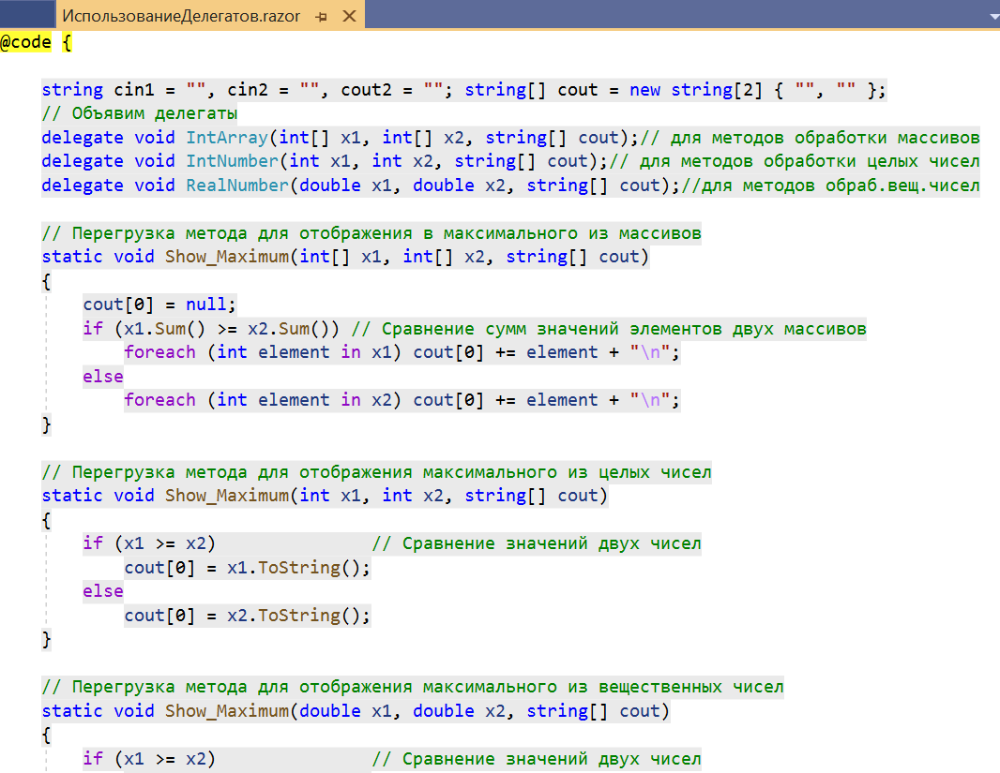 ИспользованиеДелегатов.razor
@code {
string cin1 = "", cin2 = "", cout2 = ""; string[] cout = new string[2] { "", "" };
// Объявим делегаты
delegate void IntArray(int[] x1, int[] x2, string[] cout);// для методов обработки массивов
delegate void IntNumber(int x1, int x2, string[] cout);// для методов обработки целых чисел
delegate void RealNumber(double x1, double x2, string[] cout);//для методов обраб.вещ.чисел
// Перегрузка метода для отображения в максимального из массивов
static void Show_Maximum(int[] x1, int[] x2, string[] cout)
{
cout[0] = null;
if (x1.Sum() >= x2.Sum()) // Сравнение сумм значений элементов двух массивов
foreach (int element in x1) cout[0] += element + "\n";
else
foreach (int element in x2) cout[0] += element + "\n";
}
// Перегрузка метода для отображения максимального из целых чисел
static void Show_Maximum(int x1, int x2, string[] cout)
{
if (x1 >= x2) // Сравнение значений двух чисел
cout[0] = x1.ToString();
else
cout[0] = x2.ToString();
}
// Перегрузка метода для отображения максимального из вещественных чисел
static void Show_Maximum(double x1, double x2, string[] cout)
{
if (x1 >= x2) // Сравнение значений двух чисел